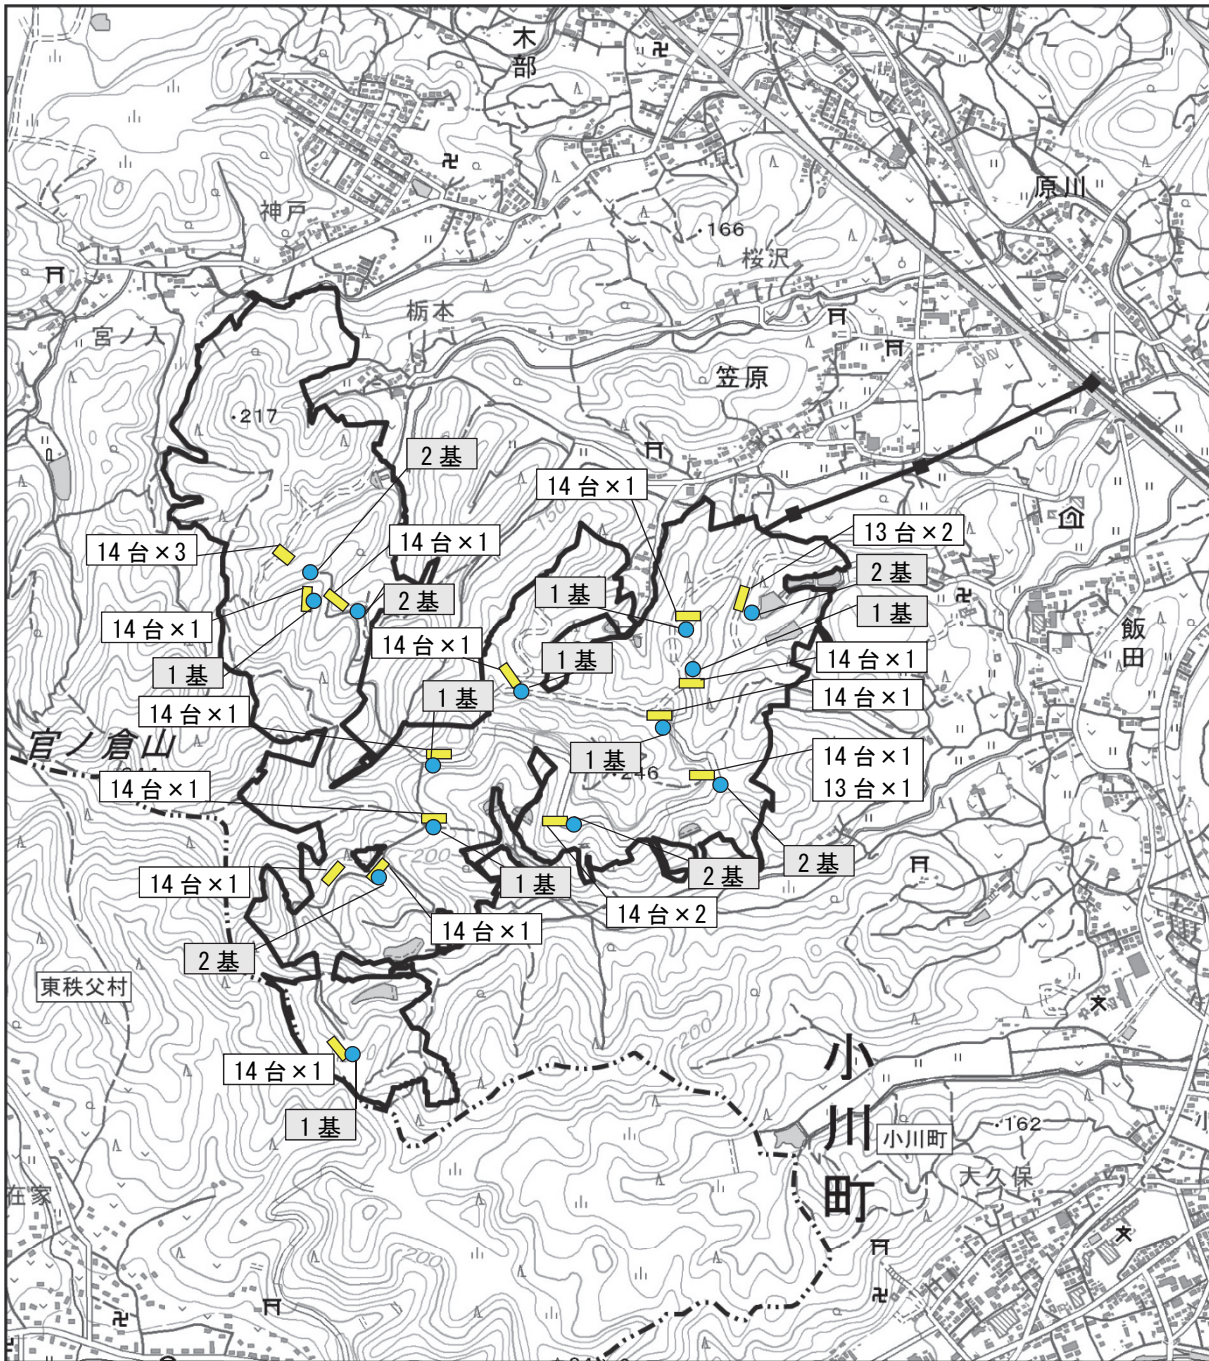 木部
原川
神戸
・166
桜沢
栃本
宮ノ入
笠原
・217
2基
14台×1
150
13台×2
14台×3
14台×1
2基
2基
1基
1基
14台×1
飯田
14台×1
1基
14台×1
1基
1基
14台×1
14台×1
官ノ倉山
1基
14台×1
・246
14台×1
13台×1
200
2基
14台×1
1基
2基
14台×2
14台×1
2基
東秩父村
200
小川町
14台×1
1基
・162
小川町
大久保
在家
200